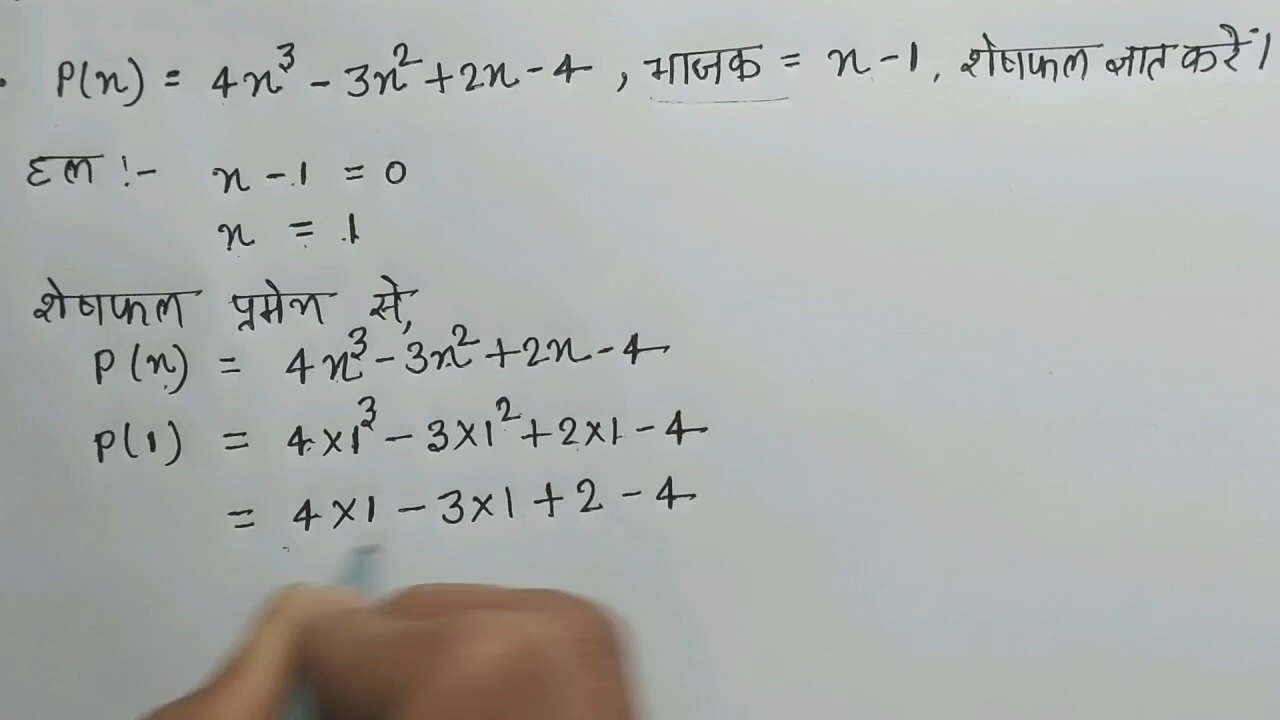 P(x) = 4x³ - 3x² + 2x - 4, भाजक = x - 1, शेषफल ज्ञात करें।
हल :- x - 1 = 0
x = 1
शेषफल प्रमेय से,
P(x) = 4x³ - 3x² + 2x - 4
P(1) = 4×1³ - 3×1² + 2×1 - 4
= 4×1 - 3×1 + 2 - 4